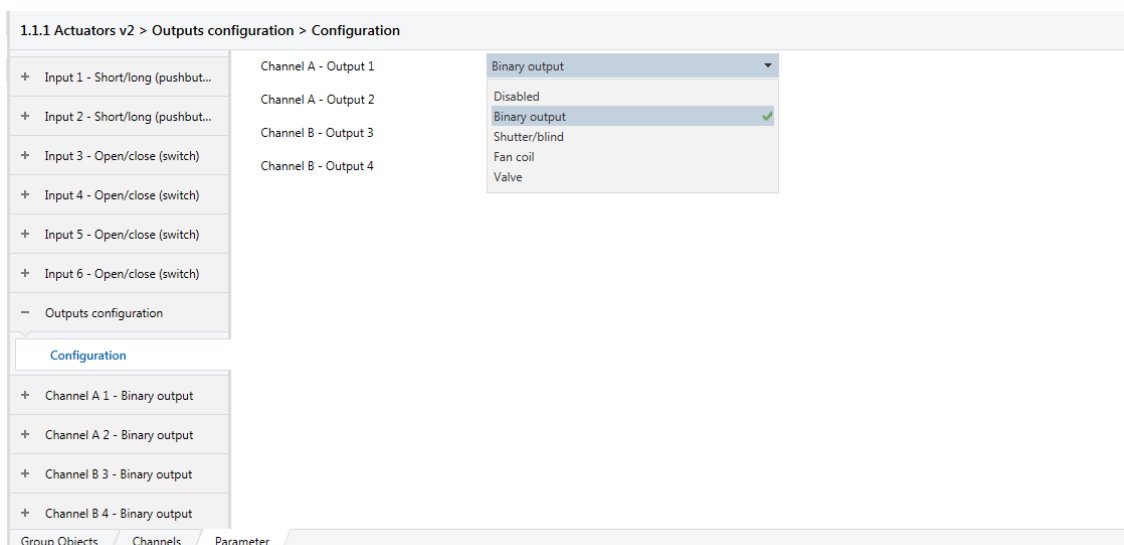 1.1.1 Actuators v2 > Outputs configuration > Configuration
+ Input 1 - Short/long (pushbut...
+ Input 2 - Short/long (pushbut...
+ Input 3 - Open/close (switch)
+ Input 4 - Open/close (switch)
+ Input 5 - Open/close (switch)
+ Input 6 - Open/close (switch)
− Outputs configuration
Configuration
+ Channel A 1 - Binary output
+ Channel A 2 - Binary output
+ Channel B 3 - Binary output
+ Channel B 4 - Binary output
Channel A - Output 1
Channel A - Output 2
Channel B - Output 3
Channel B - Output 4
Binary output
Disabled
Binary output
Shutter/blind
Fan coil
Valve
Group Objects Channels Parameter